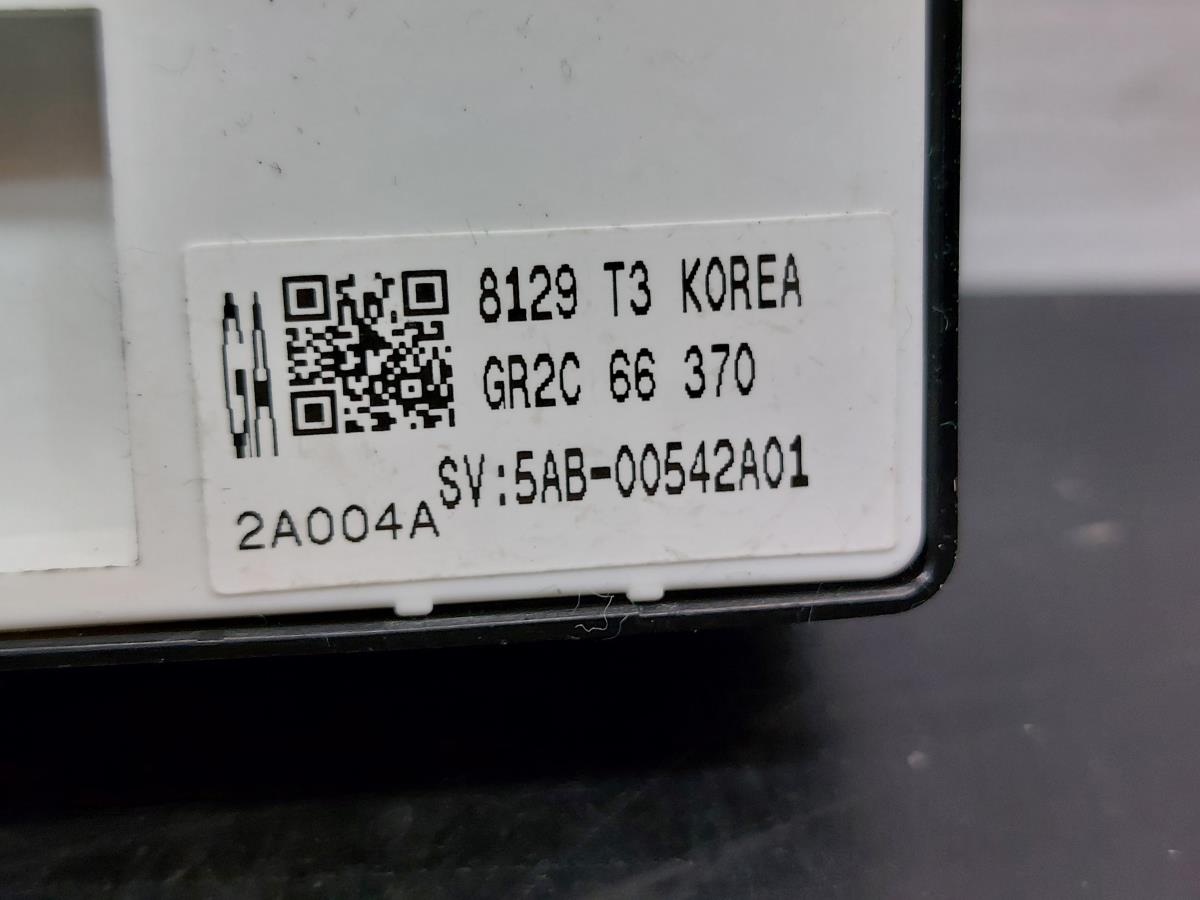 8129 T3 KOREA
GR2C 66 370
SV:5AB-00542A01
2A004A